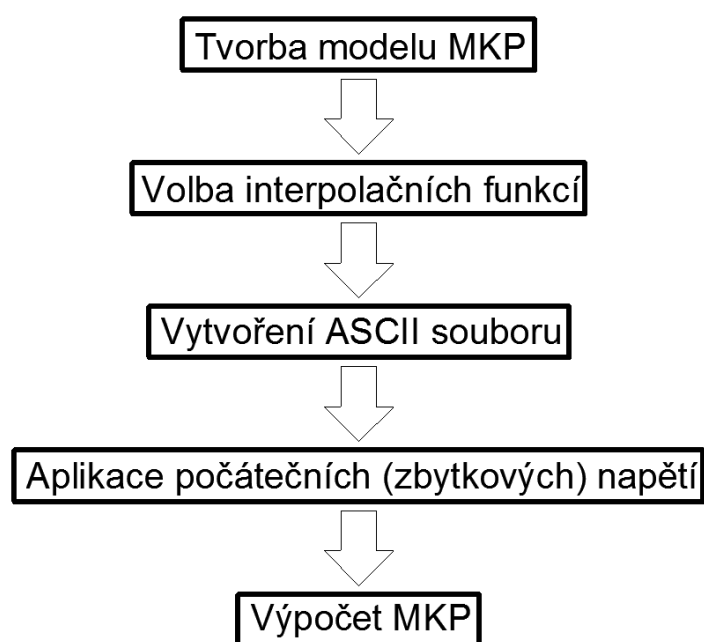 Tvorba modelu MKP
Volba interpolačních funkcí
Vytvoření ASCII souboru
Aplikace počátečních (zbytkových) napětí
Výpočet MKP